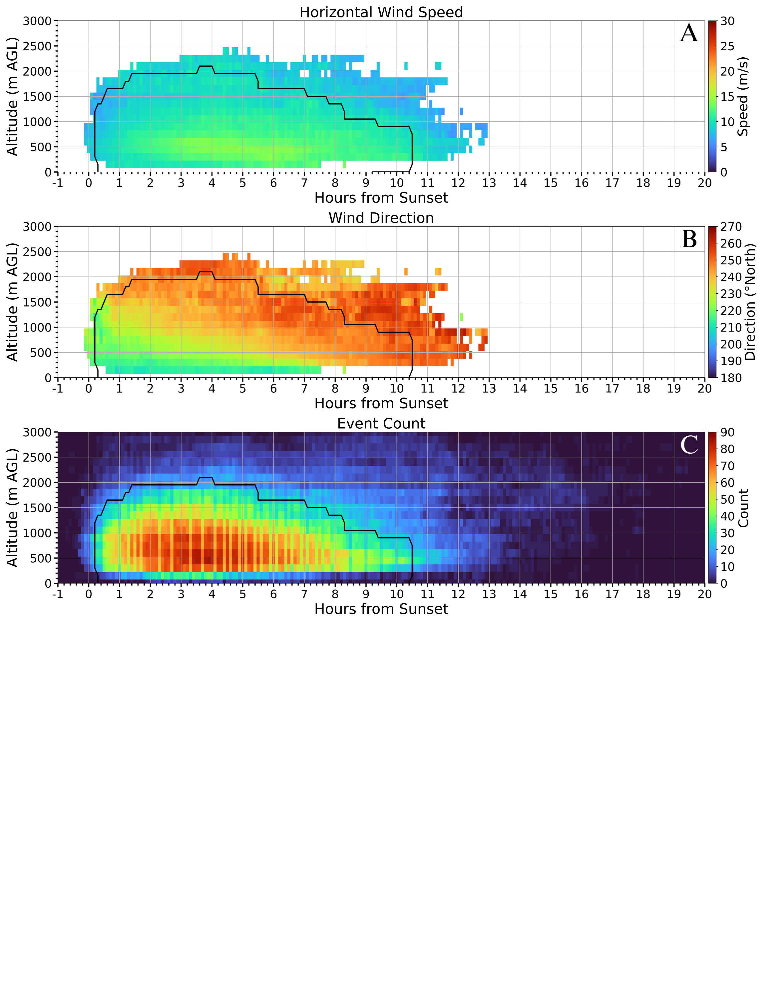 Horizontal Wind Speed
A
3000
2500
2000
1500
1000
500
0
Altitude (m AGL)
-1 0 1 2 3 4 5 6 7 8 9 10 11 12 13 14 15 16 17 18 19 20
Hours from Sunset
30
25
20
15
10
5
0
Speed (m/s)
Wind Direction
B
3000
2500
2000
1500
1000
500
0
Altitude (m AGL)
-1 0 1 2 3 4 5 6 7 8 9 10 11 12 13 14 15 16 17 18 19 20
Hours from Sunset
270
260
250
240
230
220
210
200
190
180
Direction (°North)
Event Count
C
3000
2500
2000
1500
1000
500
0
Altitude (m AGL)
-1 0 1 2 3 4 5 6 7 8 9 10 11 12 13 14 15 16 17 18 19 20
Hours from Sunset
90
80
70
60
50
40
30
20
10
0
Count